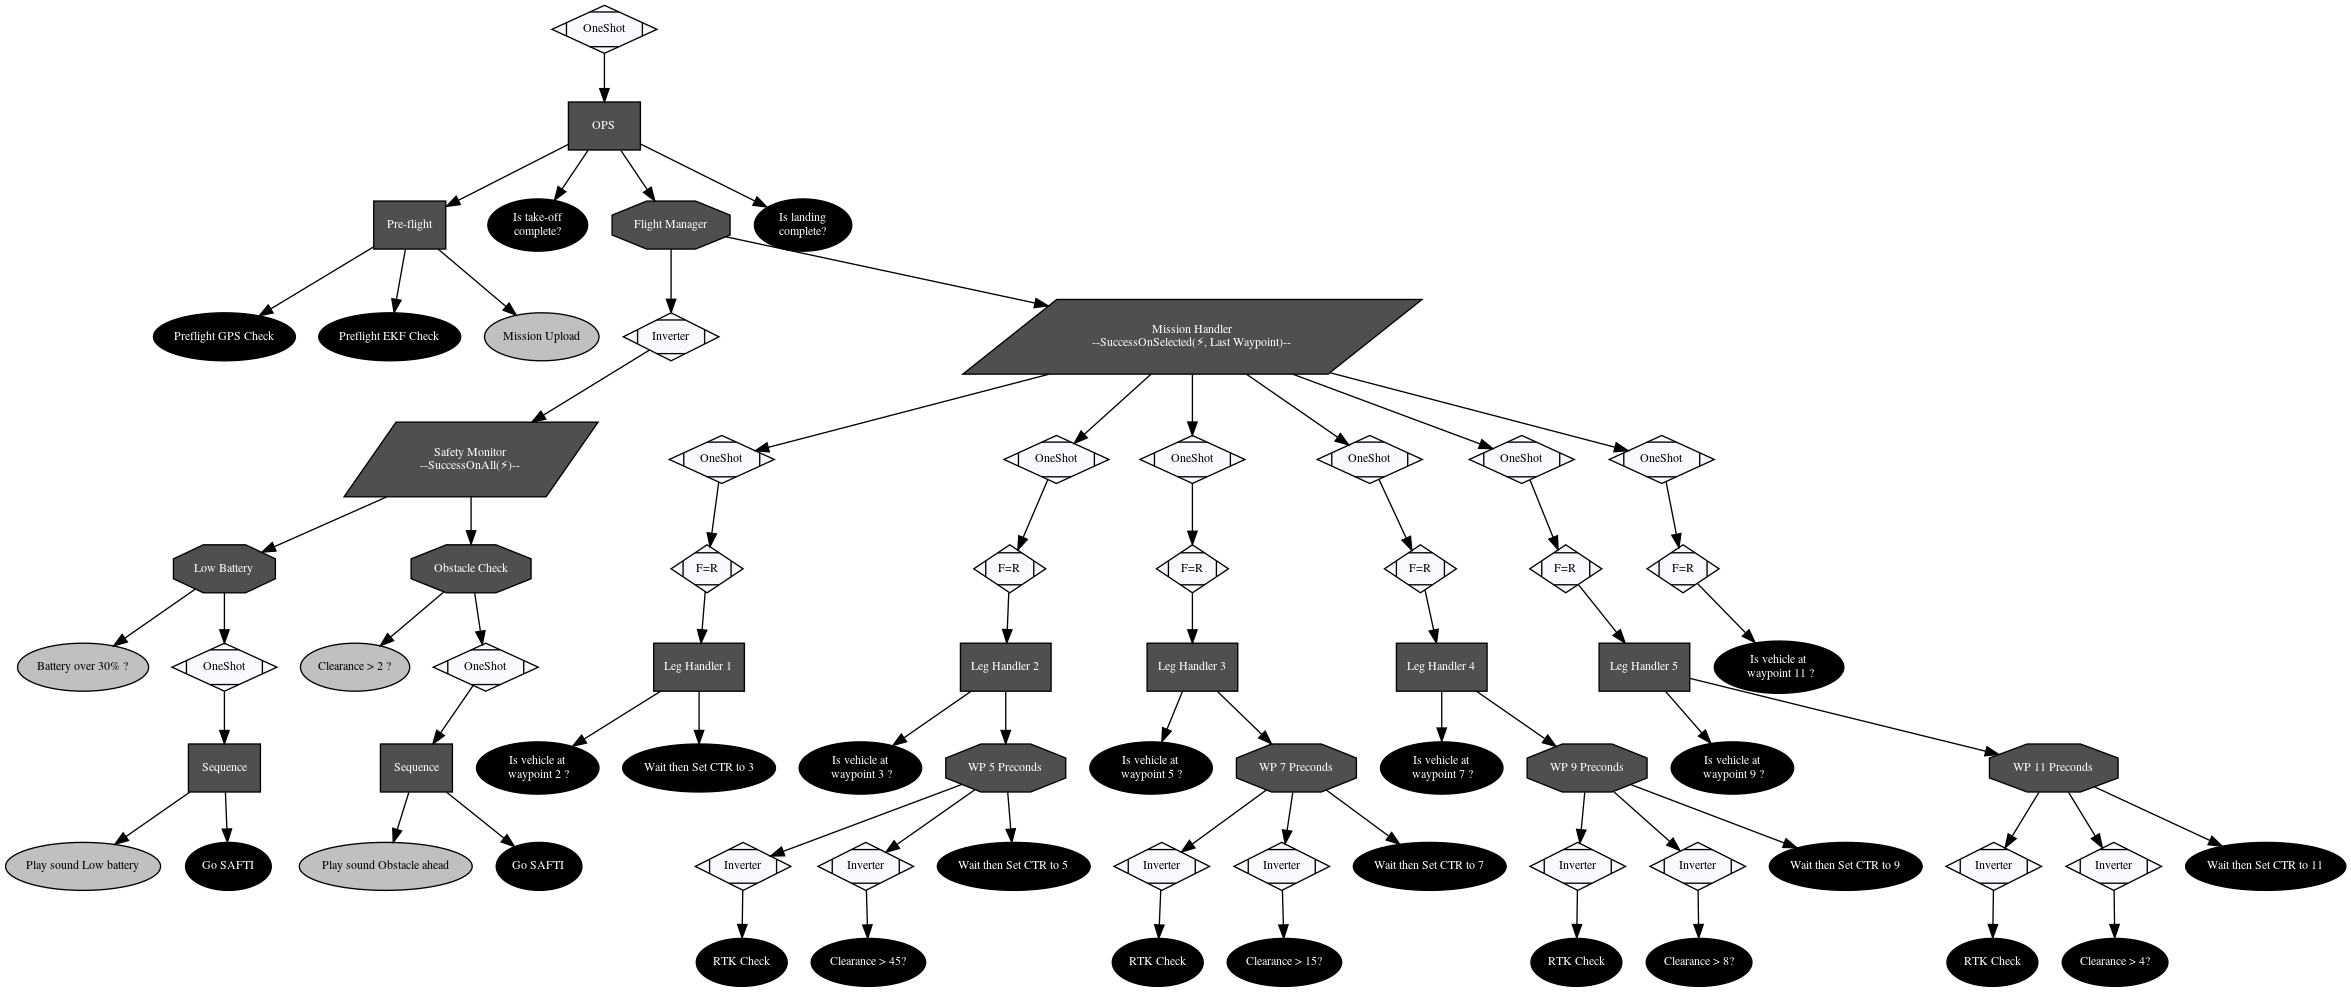 OneShot
OPS
Pre-flight
Is take-off
complete?
Flight Manager
Is landing
complete?
Preflight GPS Check
Preflight EKF Check
Mission Upload
Inverter
Mission Handler
--SuccessOnSelected(⚡, Last Waypoint)--
Safety Monitor
--SuccessOnAll(⚡)--
OneShot
OneShot
OneShot
OneShot
OneShot
OneShot
Low Battery
Obstacle Check
F=R
F=R
F=R
F=R
F=R
F=R
Battery over 30% ?
OneShot
Clearance > 2 ?
OneShot
Leg Handler 1
Leg Handler 2
Leg Handler 3
Leg Handler 4
Leg Handler 5
Is vehicle at
waypoint 11 ?
Sequence
Sequence
Is vehicle at
waypoint 2 ?
Wait then Set CTR to 3
Is vehicle at
waypoint 3 ?
WP 5 Preconds
Is vehicle at
waypoint 5 ?
WP 7 Preconds
Is vehicle at
waypoint 7 ?
WP 9 Preconds
Is vehicle at
waypoint 9 ?
WP 11 Preconds
Play sound Low battery
Go SAFTI
Play sound Obstacle ahead
Go SAFTI
Inverter
Inverter
Wait then Set CTR to 5
Inverter
Inverter
Wait then Set CTR to 7
Inverter
Inverter
Wait then Set CTR to 9
Inverter
Inverter
Wait then Set CTR to 11
RTK Check
Clearance > 45?
RTK Check
Clearance > 15?
RTK Check
Clearance > 8?
RTK Check
Clearance > 4?